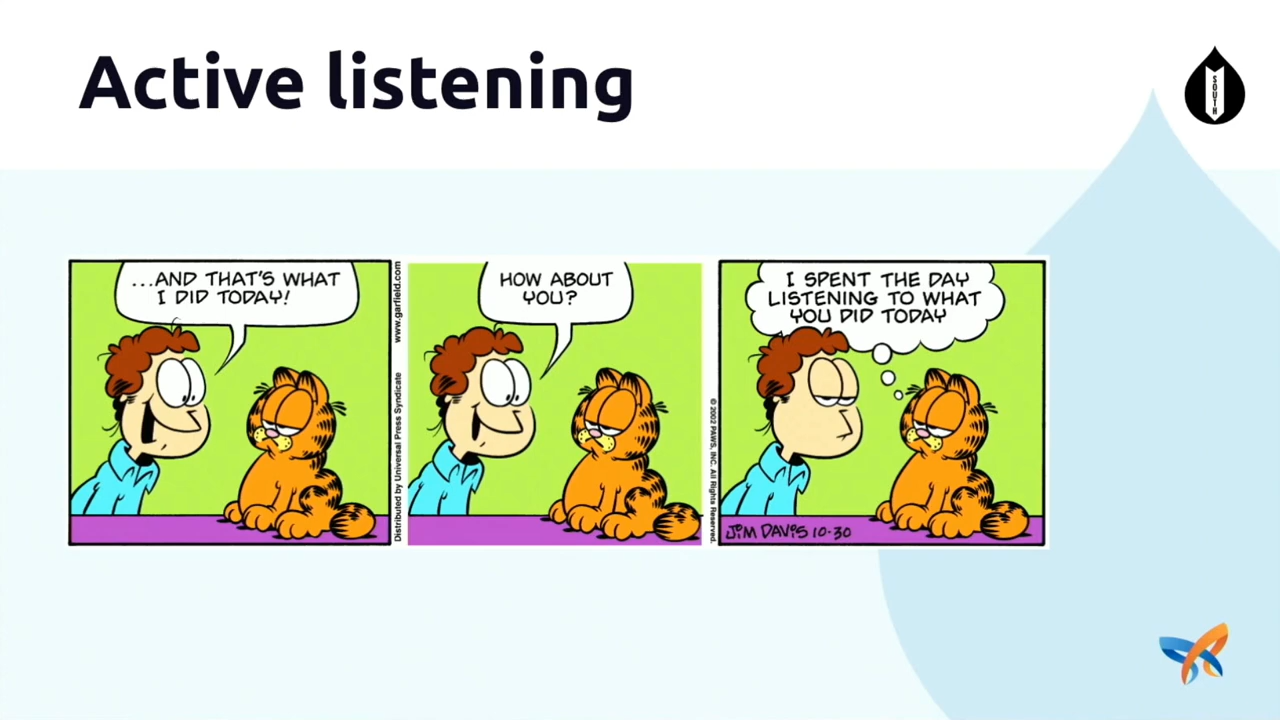 Active listening
SOUTH
...AND THAT'S WHAT
I DID TODAY!
www.garfield.com
Distributed by Universal Press Syndicate
HOW ABOUT
YOU?
© 2002 PAWS, INC. All Rights Reserved.
I SPENT THE DAY
LISTENING TO WHAT
YOU DID TODAY
JIM DAVIS 10-30